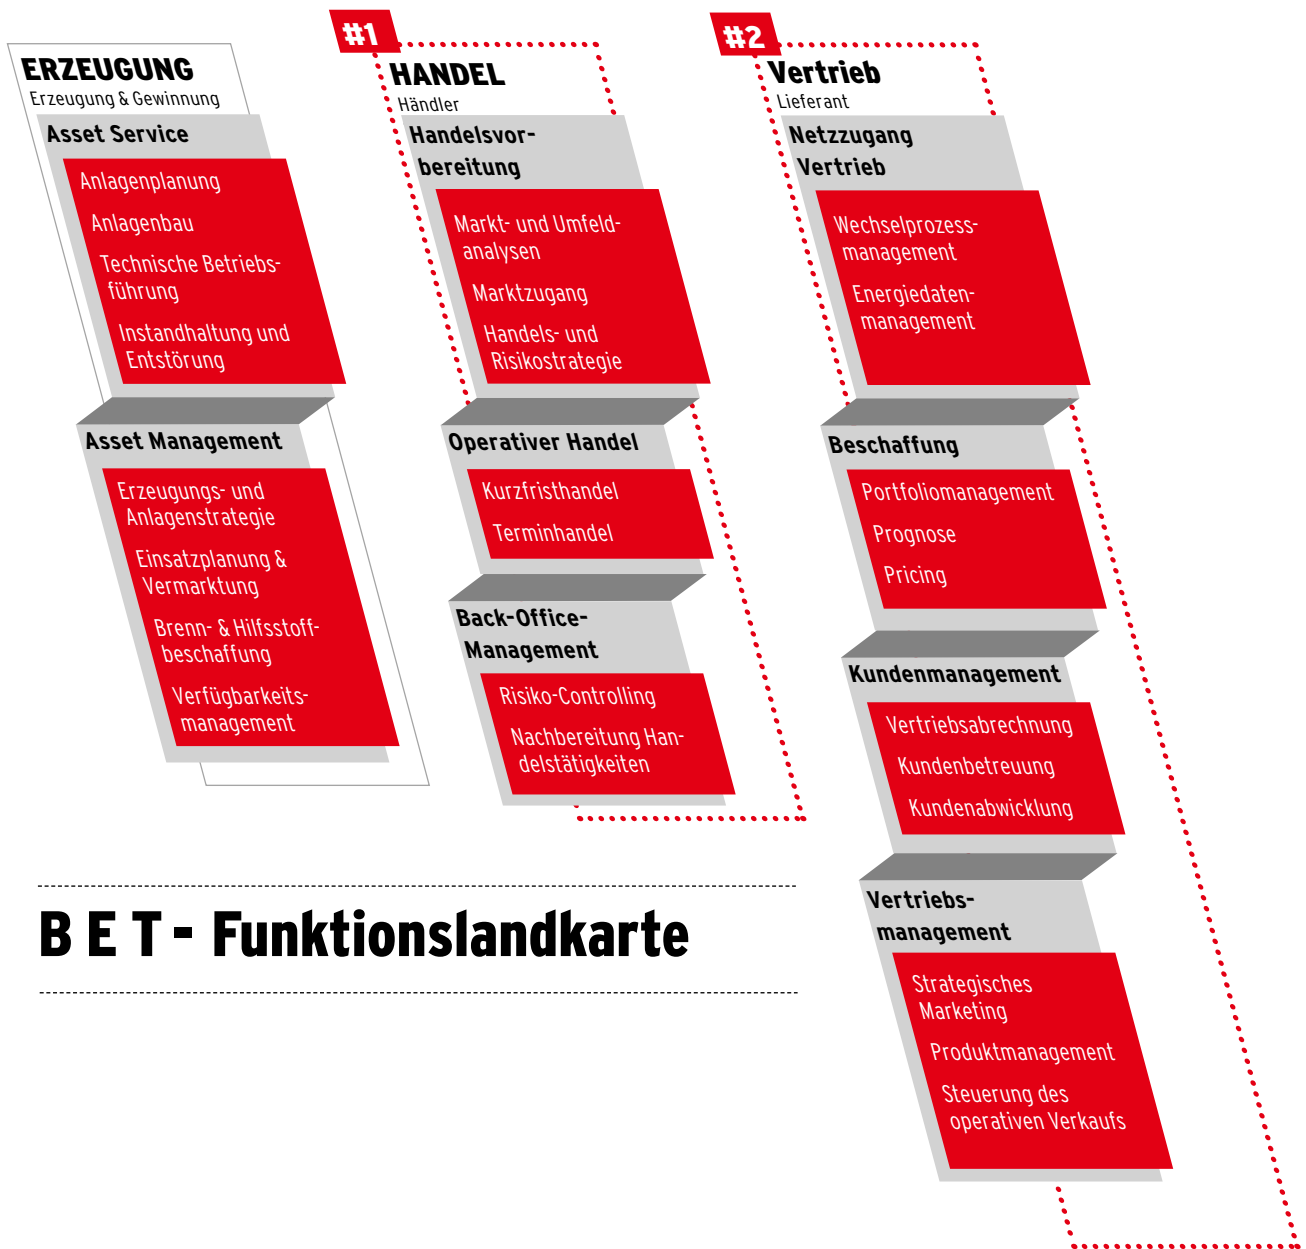 ERZEUGUNG
Erzeugung & Gewinnung
Asset Service
Anlagenplanung
Anlagenbau
Technische Betriebs-
führung
Instandhaltung und
Entstörung
Asset Management
Erzeugungs- und
Anlagenstrategie
Einsatzplanung &
Vermarktung
Brenn- & Hilfsstoff-
beschaffung
Verfügbarkeits-
management
#1
HANDEL
Händler
Handelsvor-
bereitung
Markt- und Umfeld-
analysen
Marktzugang
Handels- und
Risikostrategie
Operativer Handel
Kurzfristhandel
Terminhandel
Back-Office-
Management
Risiko-Controlling
Nachbereitung Han-
delstätigkeiten
#2
Vertrieb
Lieferant
Netzzugang
Vertrieb
Wechselprozess-
management
Energiedaten-
management
Beschaffung
Portfoliomanagement
Prognose
Pricing
Kundenmanagement
Vertriebsabrechnung
Kundenbetreuung
Kundenabwicklung
Vertriebs-
management
Strategisches
Marketing
Produktmanagement
Steuerung des
operativen Verkaufs
B E T - Funktionslandkarte